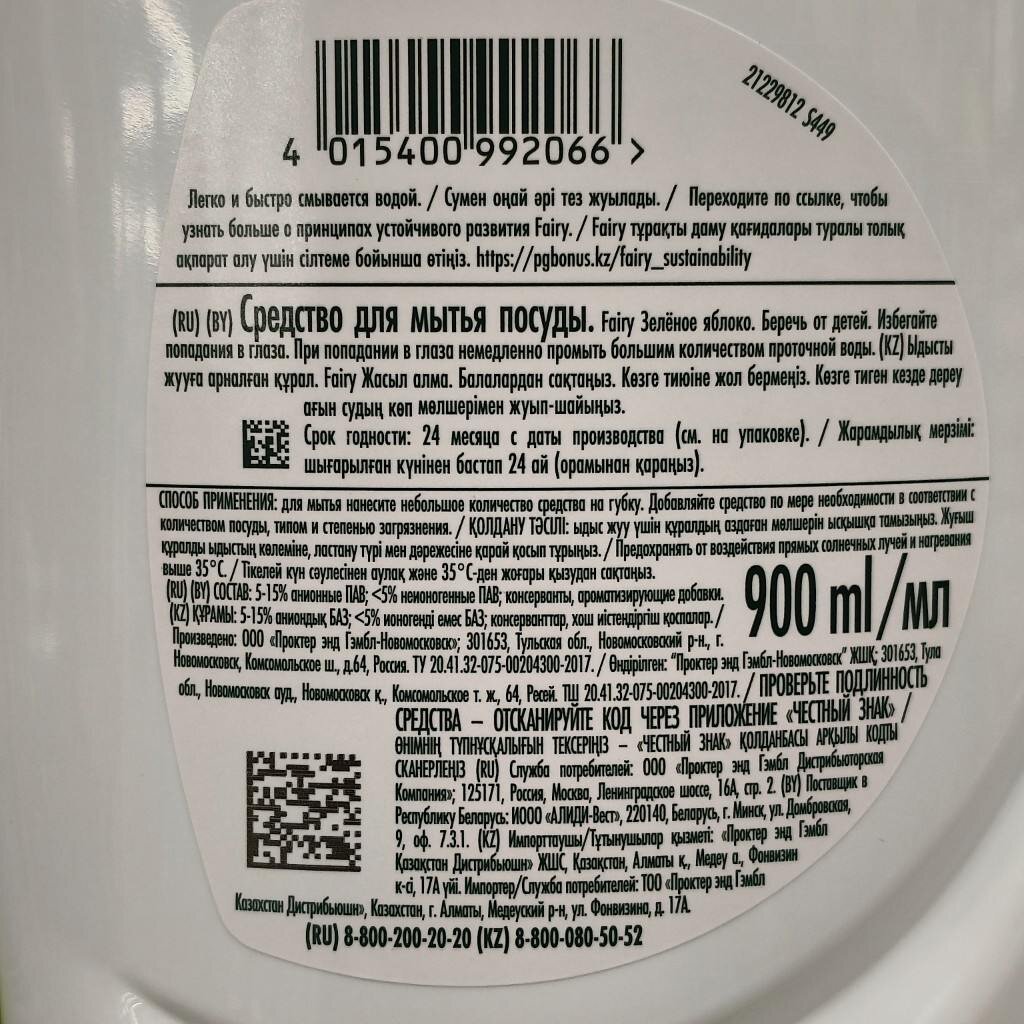 21229812 S449
4 015400 992066 >
Легко и быстро смывается водой. / Сумен оңай әрі тез жуылады. / Переходите по ссылке, чтобы
узнать больше о принципах устойчивого развития Fairy. / Fairy тұрақты даму қағидалары туралы толық
ақпарат алу үшін сілтеме бойынша өтіңіз. https://pgbonus.kz/fairy_sustainability
(RU) (BY) Средство для мытья посуды. Fairy Зелёное яблоко. Беречь от детей. Избегайте
попадания в глаза. При попадании в глаза немедленно промыть большим количеством проточной воды. (KZ) Ыдысты
жууға арналған құрал. Fairy Жасыл алма. Балалардан сақтаңыз. Көзге тиюіне жол бермеңіз. Көзге тиген кезде дереу
ағын судың көп мөлшерімен жуып-шайыңыз.
Срок годности: 24 месяца с даты производства (см. на упаковке). / Жарамдылық мерзімі:
шығарылған күнінен бастап 24 ай (орамынан қараңыз).
СПОСОБ ПРИМЕНЕНИЯ: для мытья нанесите небольшое количество средства на губку. Добавляйте средство по мере необходимости в соответствии с
количеством посуды, типом и степенью загрязнения. / ҚОЛДАНУ ТӘСІЛІ: ыдыс жуу үшін құралдың аздаған мөлшерін ысқышқа тамызыңыз. Жуғыш
құралды ыдыстың көлеміне, ластану түрі мен дәрежесіне қарай қосып тұрыңыз. / Предохранять от воздействия прямых солнечных лучей и нагревания
выше 35°C. / Тікелей күн сәулесінен аулақ және 35°C-ден жоғары қызудан сақтаңыз.
(RU) (BY) СОСТАВ: 5-15% анионные ПАВ; <5% неионогенные ПАВ; консерванты, ароматизирующие добавки.
(KZ) ҚҰРАМЫ: 5-15% аниондық БАЗ; <5% ионогенді емес БАЗ; консерванттар, хош иістендіргіш қоспалар. /
900 ml/мл
Произведено: ООО «Проктер энд Гэмбл-Новомосковск»; 301653, Тульская обл., Новомосковский р-н., г.
Новомосковск, Комсомольское ш., д.64, Россия. ТУ 20.41.32-075-00204300-2017. / Өндірілген: "Проктер энд Гэмбл-Новомосковск" ЖШҚ; 301653, Тула
обл., Новомосковск ауд., Новомосковск қ., Комсомольское т. ж., 64, Ресей. ТШ 20.41.32-075-00204300-2017. / ПРОВЕРЬТЕ ПОДЛИННОСТЬ
СРЕДСТВА – ОТСКАНИРУЙТЕ КОД ЧЕРЕЗ ПРИЛОЖЕНИЕ «ЧЕСТНЫЙ ЗНАК» /
ӨНІМНІҢ ТҮПНҰСҚАЛЫҒЫН ТЕКСЕРІҢІЗ – «ЧЕСТНЫЙ ЗНАК» ҚОЛДАНБАСЫ АРҚЫЛЫ КОДТЫ
СКАНЕРЛЕҢІЗ (RU) Служба потребителей: ООО «Проктер энд Гэмбл Дистрибьюторская
Компания»; 125171, Россия, Москва, Ленинградское шоссе, 16А, стр. 2. (BY) Поставщик в
Республику Беларусь: ИООО «АЛИДИ-Вест», 220140, Беларусь, г. Минск, ул. Домбровская,
9, оф. 7.3.1. (KZ) Импорттаушы/Тұтынушылар қызметі: «Проктер энд Гэмбл
Қазақстан Дистрибьюшн» ЖШС, Қазақстан, Алматы қ., Медеу а., Фонвизин
к-сі, 17А үйі. Импортер/Служба потребителей: ТОО «Проктер энд Гэмбл
Казахстан Дистрибьюшн», Казахстан, г. Алматы, Медеуский р-н, ул. Фонвизина, д. 17А.
(RU) 8-800-200-20-20 (KZ) 8-800-080-50-52